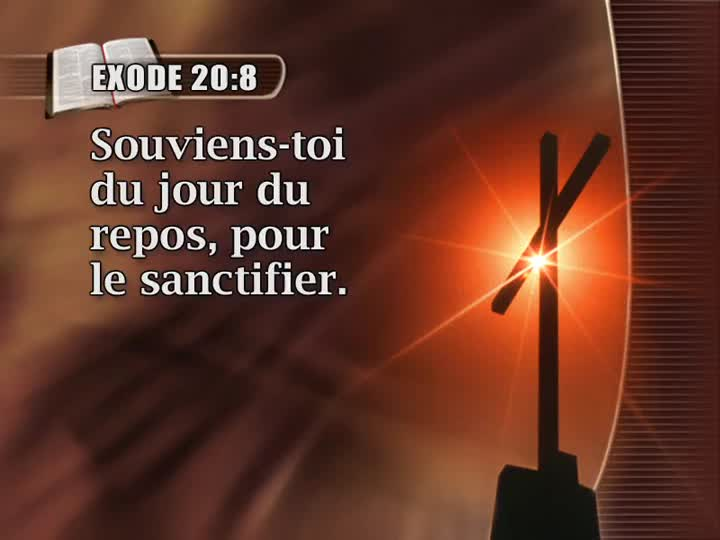 EXODE 20:8
Souviens-toi
du jour du
repos, pour
le sanctifier.